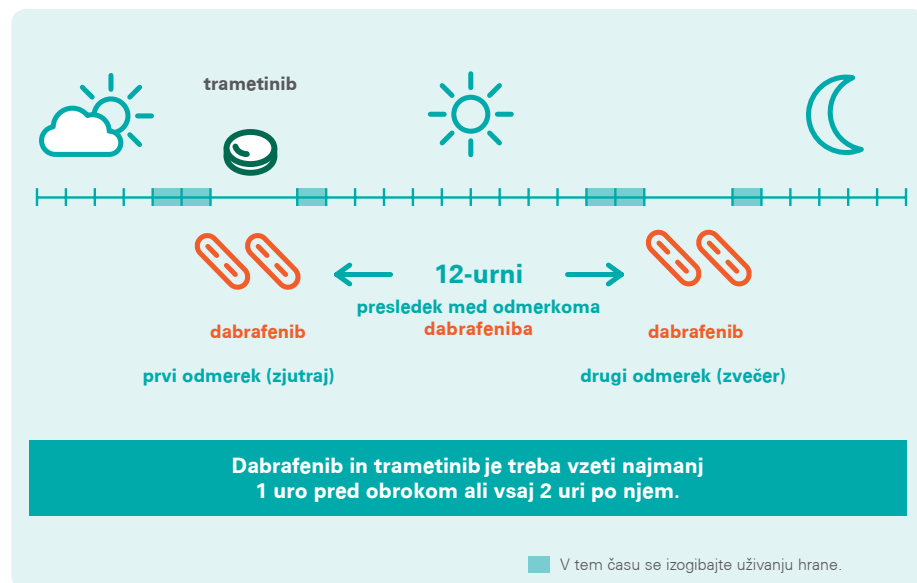 trametinib
12-urni
presledek med odmerkoma
dabrafeniba
dabrafenib
dabrafenib
prvi odmerek (zjutraj)
drugi odmerek (zvečer)
Dabrafenib in trametinib je treba vzeti najmanj
1 uro pred obrokom ali vsaj 2 uri po njem.
V tem času se izogibajte uživanju hrane.